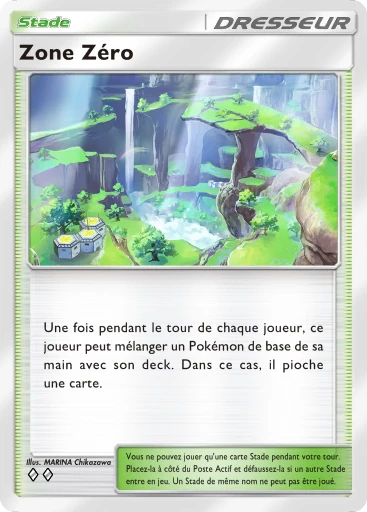 Stade
DRESSEUR
Zone Zéro
Une fois pendant le tour de chaque joueur, ce
joueur peut mélanger un Pokémon de base de sa
main avec son deck. Dans ce cas, il pioche
une carte.
Illus. MARINA Chikazawa
Vous ne pouvez jouer qu'une carte Stade pendant votre tour.
Placez-la à côté du Poste Actif et défaussez-la si un autre Stade
entre en jeu. Un Stade de même nom ne peut pas être joué.